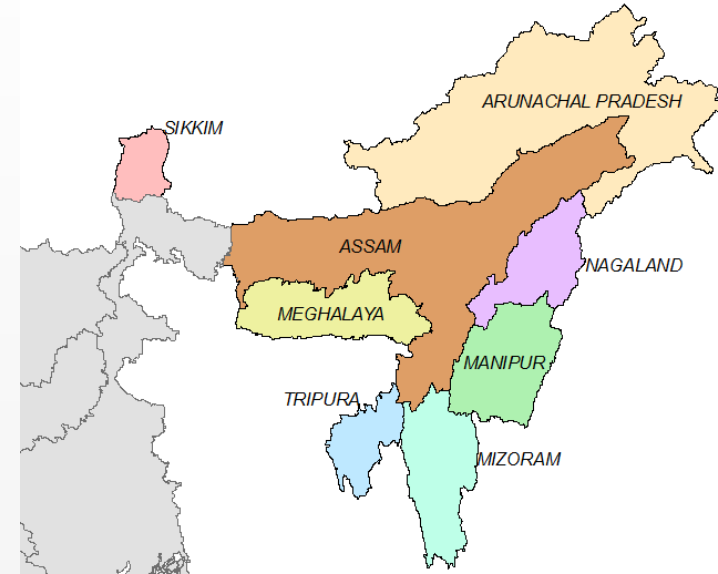 ARUNACHAL PRADESH
SIKKIM
ASSAM
NAGALAND
MEGHALAYA
MANIPUR
TRIPURA
MIZORAM